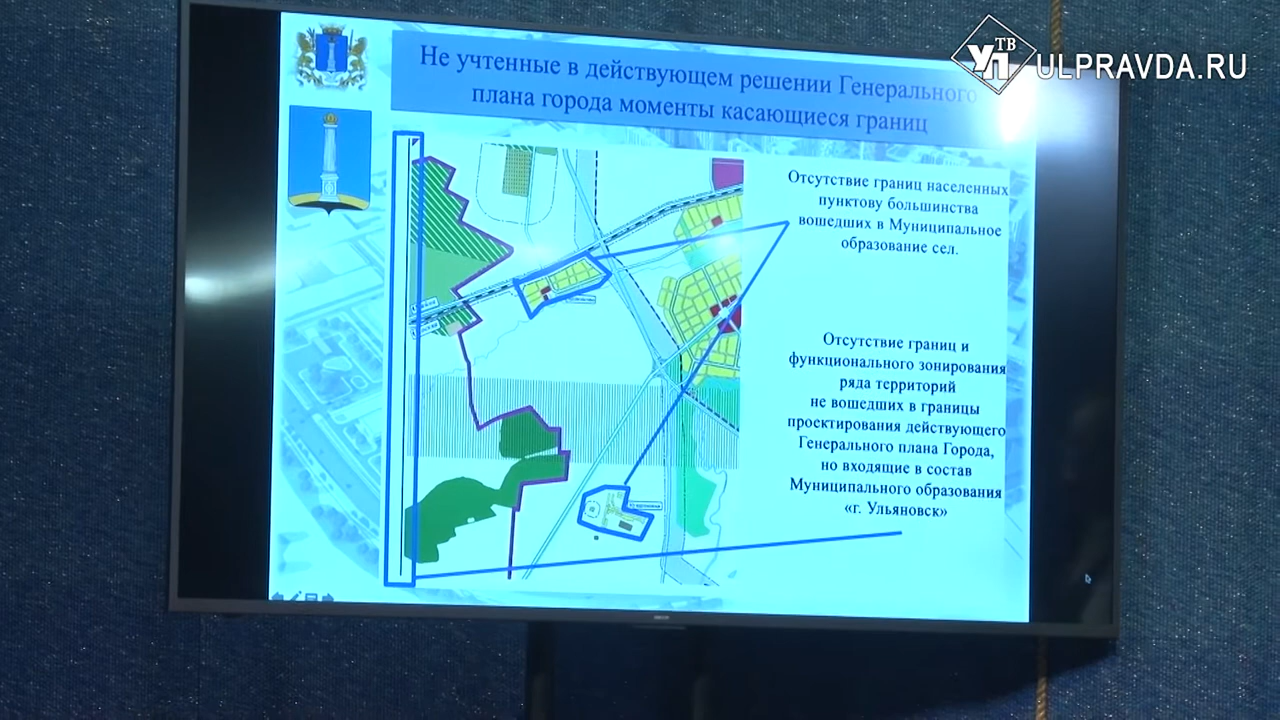 УП ТВ ULPRAVDA.RU
Не учтенные в действующем решении Генерального
плана города моменты касающиеся границ
Отсутствие границ населенных
пунктову большинства
вошедших в Муниципальное
образование сел.
Отсутствие границ и
функционального зонирования
ряда территорий
не вошедших в границы
проектирования действующего
Генерального плана Города,
но входящие в состав
Муниципального образования
«г. Ульяновск»